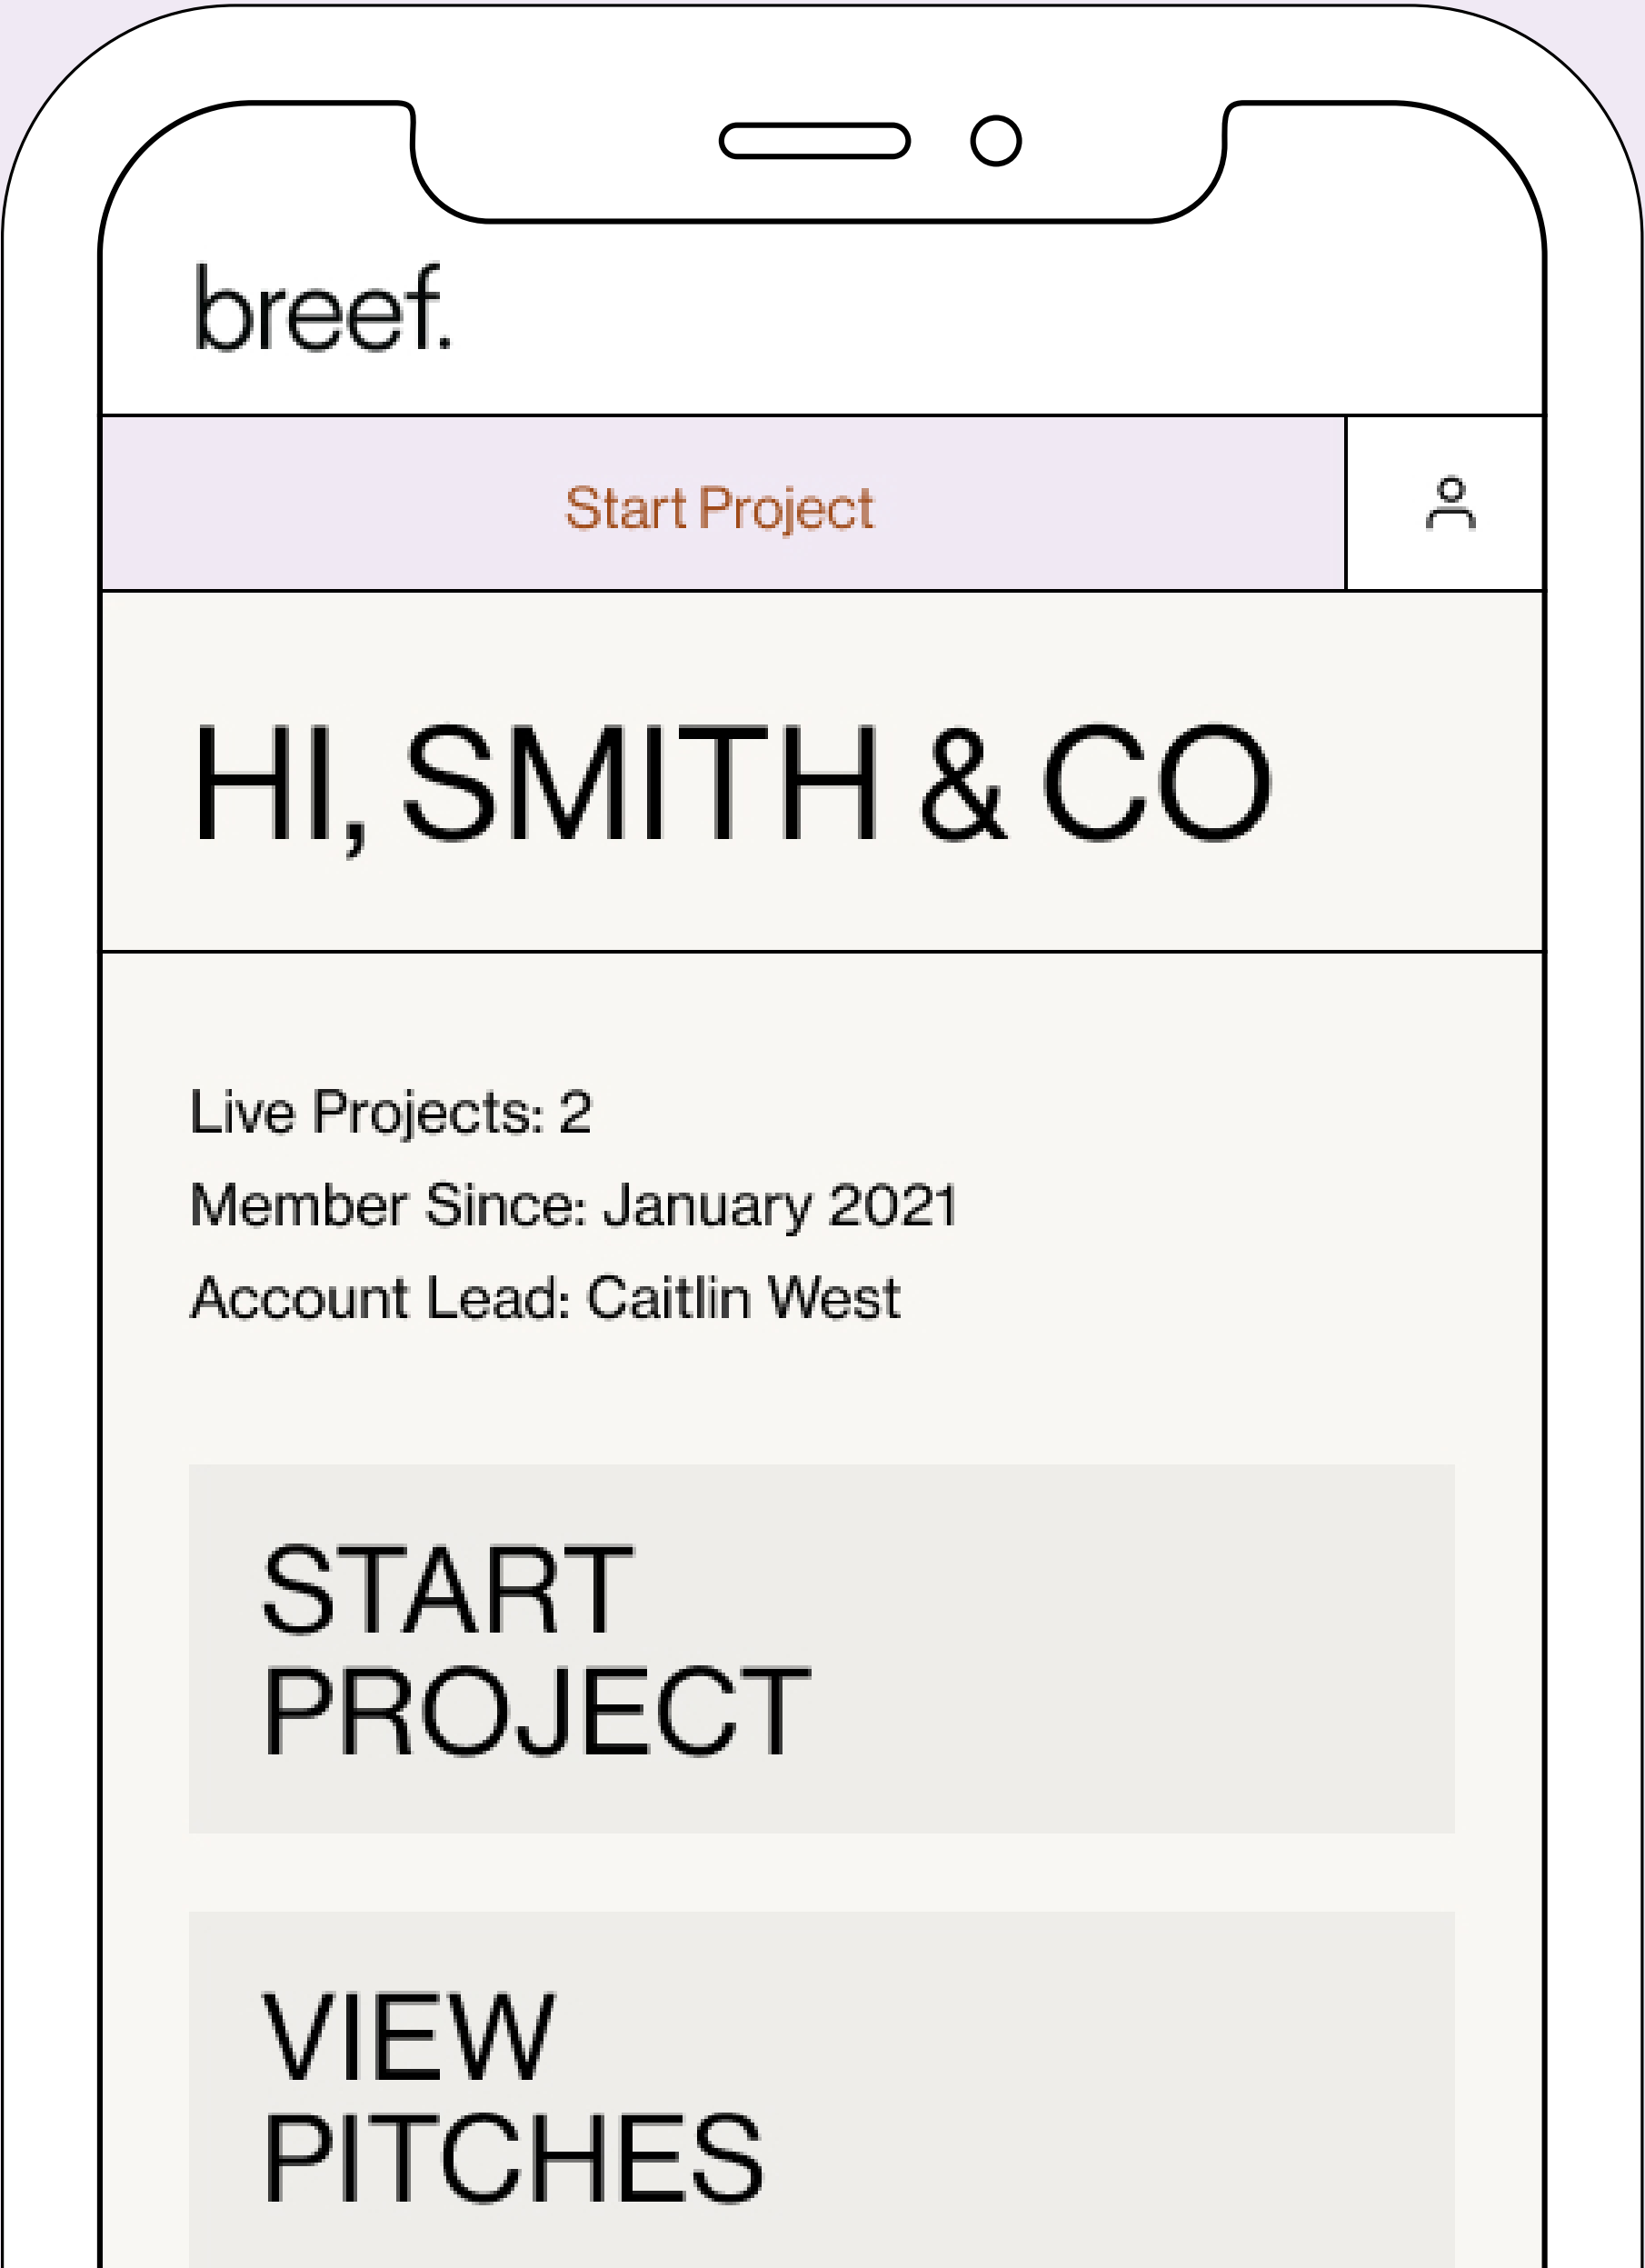 breef.
Start Project
HI, SMITH & CO
Live Projects: 2
Member Since: January 2021
Account Lead: Caitlin West
START
PROJECT
VIEW
PITCHES